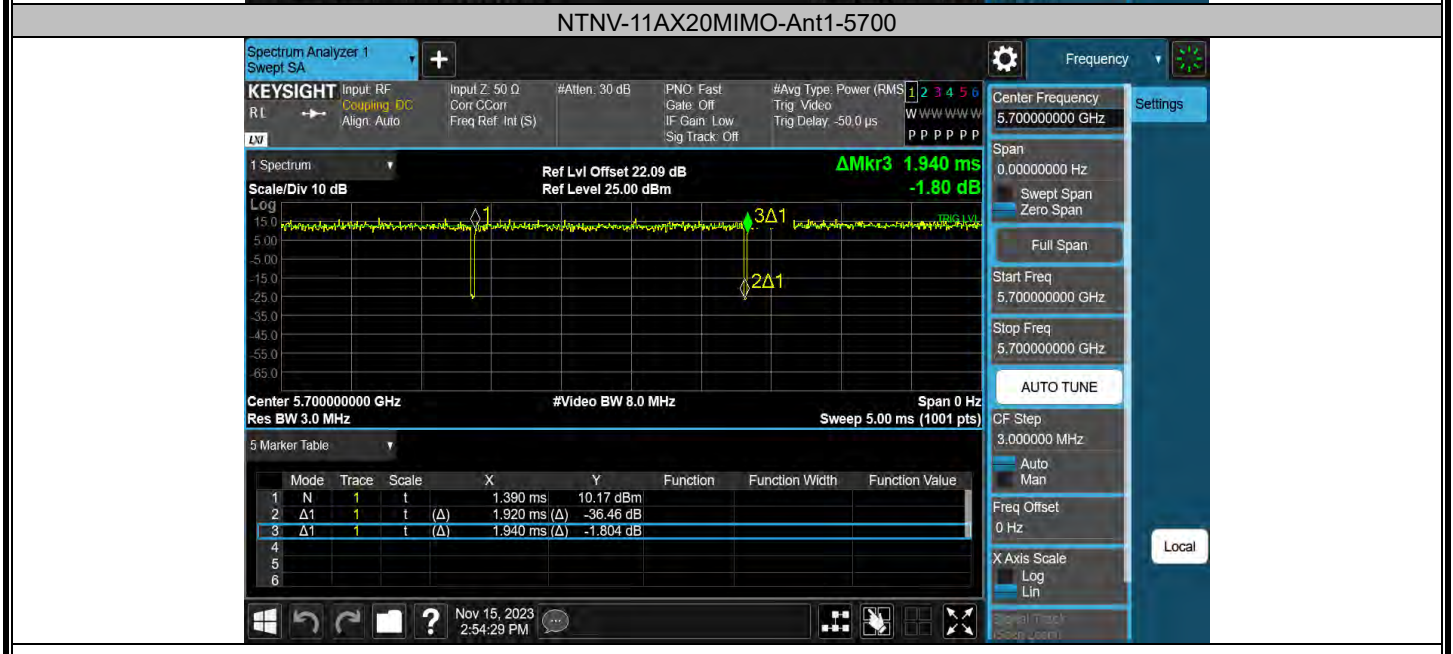 NTNV-11AX20MIMO-Ant1-5700
Spectrum Analyzer 1
Swept SA
+
Frequency
KEYSIGHT
RL
LXI
Input: RF
Coupling: DC
Align: Auto
Input Z: 50 Ω
Corr CCorr
Freq Ref: Int (S)
#Atten: 30 dB
PNO: Fast
Gate: Off
IF Gain: Low
Sig Track: Off
#Avg Type: Power (RMS
Trig: Video
Trig Delay: -50.0 µs
1 2 3 4 5 6
W W W W W W
P P P P P P
1 Spectrum
Scale/Div 10 dB
Ref Lvl Offset 22.09 dB
Ref Level 25.00 dBm
ΔMkr3 1.940 ms
-1.80 dB
Log
15.0
5.00
-5.00
-15.0
-25.0
-35.0
-45.0
-55.0
-65.0
1
3Δ1
2Δ1
TRIG LVL
Center 5.700000000 GHz
Res BW 3.0 MHz
#Video BW 8.0 MHz
Span 0 Hz
Sweep 5.00 ms (1001 pts)
5 Marker Table
Mode Trace Scale X Y Function Function Width Function Value
1 N 1 t 1.390 ms 10.17 dBm
2 Δ1 1 t (Δ) 1.920 ms (Δ) -36.46 dB
3 Δ1 1 t (Δ) 1.940 ms (Δ) -1.804 dB
4
5
6
?
Nov 15, 2023
2:54:29 PM
Center Frequency
5.700000000 GHz
Span
0.00000000 Hz
Swept Span
Zero Span
Full Span
Start Freq
5.700000000 GHz
Stop Freq
5.700000000 GHz
AUTO TUNE
CF Step
3.000000 MHz
Auto
Man
Freq Offset
0 Hz
X Axis Scale
Log
Lin
Signal Track
(Span Zoom)
Settings
Local